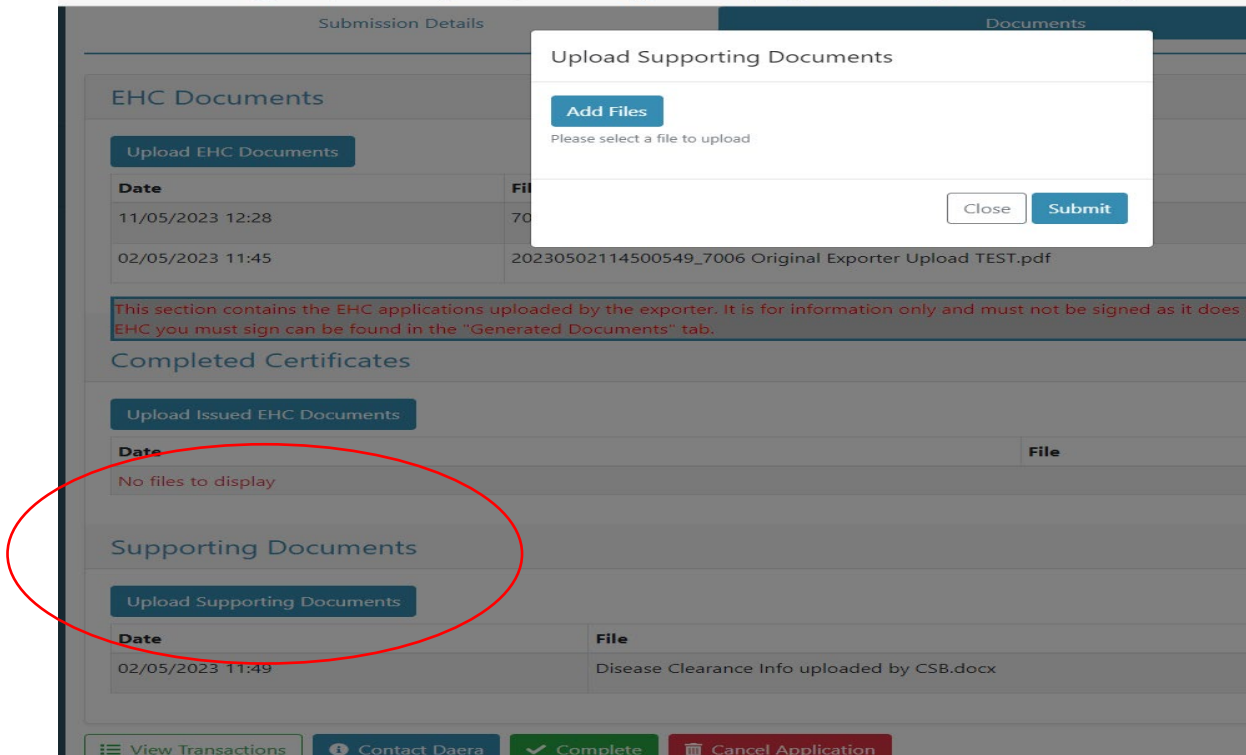 Submission Details
Documents
Upload Supporting Documents
Add Files
Please select a file to upload
Close
Submit
EHC Documents
Upload EHC Documents
Date
Fil
11/05/2023 12:28
70
02/05/2023 11:45
20230502114500549_7006 Original Exporter Upload TEST.pdf
This section contains the EHC applications uploaded by the exporter. It is for information only and must not be signed as it does
EHC you must sign can be found in the "Generated Documents" tab.
Completed Certificates
Upload Issued EHC Documents
Date
File
No files to display
Supporting Documents
Upload Supporting Documents
Date
File
02/05/2023 11:49
Disease Clearance Info uploaded by CSB.docx
View Transactions
Contact Daera
Complete
Cancel Application